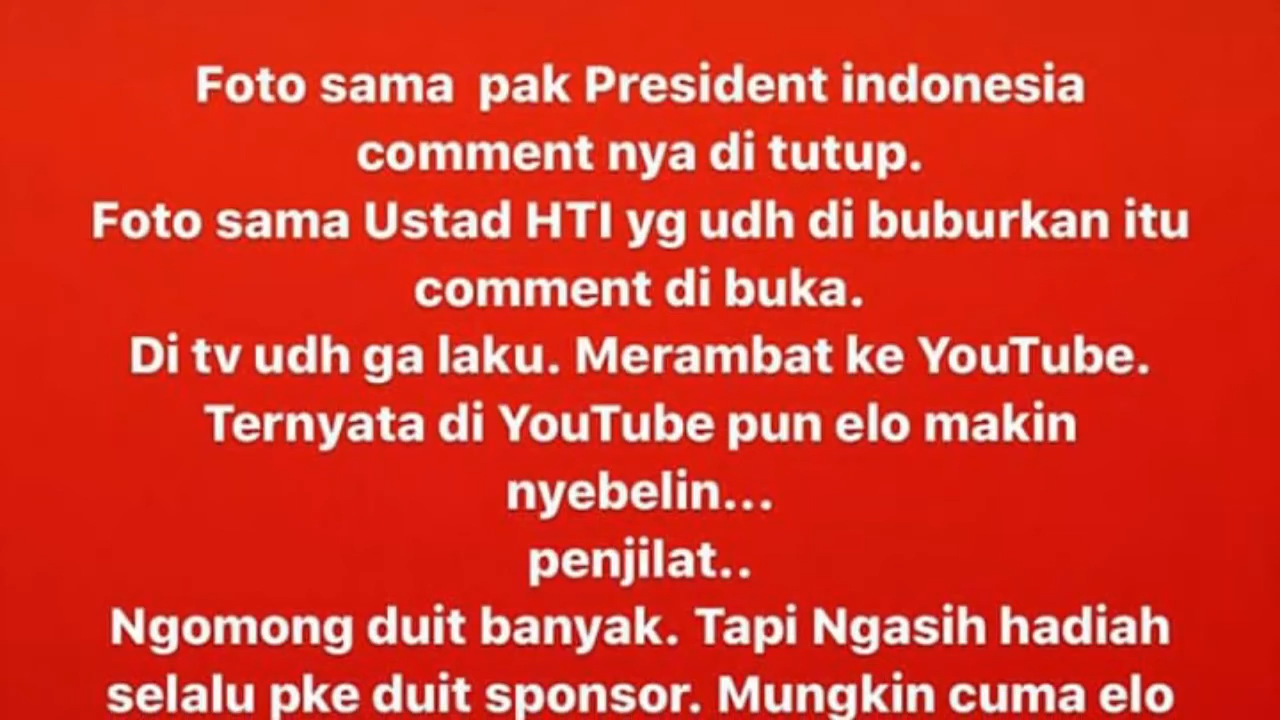 Foto sama pak President indonesia
comment nya di tutup.
Foto sama Ustad HTI yg udh di buburkan itu
comment di buka.
Di tv udh ga laku. Merambat ke YouTube.
Ternyata di YouTube pun elo makin
nyebelin...
penjilat..
Ngomong duit banyak. Tapi Ngasih hadiah
selalu pke duit sponsor. Mungkin cuma elo